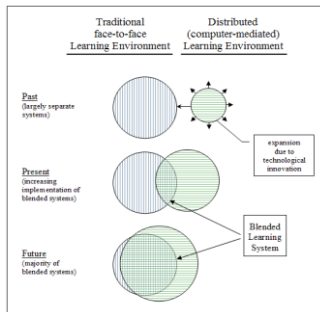 Traditional
face-to-face
Learning Environment
Distributed
(computer-mediated)
Learning Environment
Past
(largely separate
systems)
expansion
due to
technological
innovation
Present
(increasing
implementation of
blended systems)
Blended
Learning
System
Future
(majority of
blended systems)